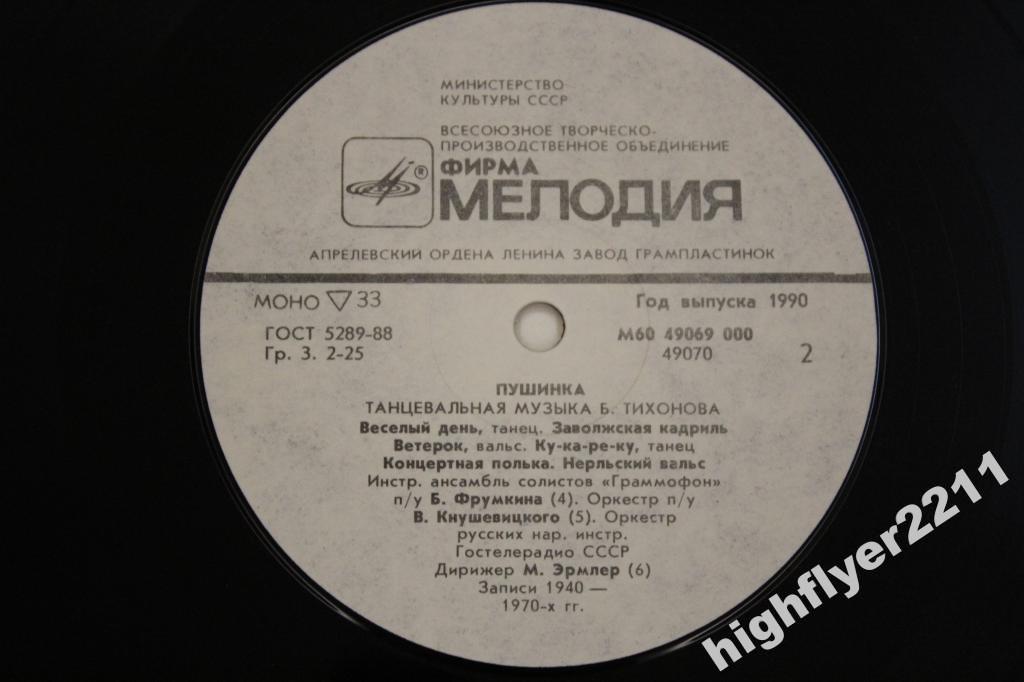 МИНИСТЕРСТВО
КУЛЬТУРЫ СССР
ВСЕСОЮЗНОЕ ТВОРЧЕСКО-
ПРОИЗВОДСТВЕННОЕ ОБЪЕДИНЕНИЕ
ФИРМА
®
МЕЛОДИЯ
АПРЕЛЕВСКИЙ ОРДЕНА ЛЕНИНА ЗАВОД ГРАМПЛАСТИНОК
МОНО ▽ 33
Год выпуска 1990
ГОСТ 5289-88
М60 49069 000
Гр. 3. 2-25
49070
2
ПУШИНКА
ТАНЦЕВАЛЬНАЯ МУЗЫКА Б. ТИХОНОВА
Веселый день, танец. Заволжская кадриль
Ветерок, вальс. Ку-ка-ре-ку, танец
Концертная полька. Нерльский вальс
Инстр. ансамбль солистов «Граммофон»
п/у Б. Фрумкина (4). Оркестр п/у
В. Кнушевицкого (5). Оркестр
русских нар. инстр.
Гостелерадио СССР
Дирижер М. Эрмлер (6)
Записи 1940 —
1970-х гг.
highflyer2211